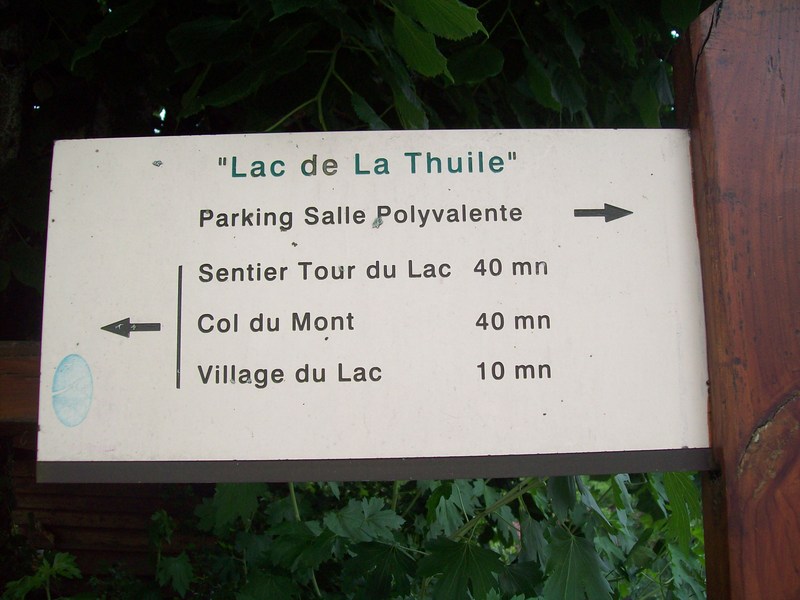 "Lac de La Thuile"
Parking Salle Polyvalente
Sentier Tour du Lac 40 mn
Col du Mont 40 mn
Village du Lac 10 mn